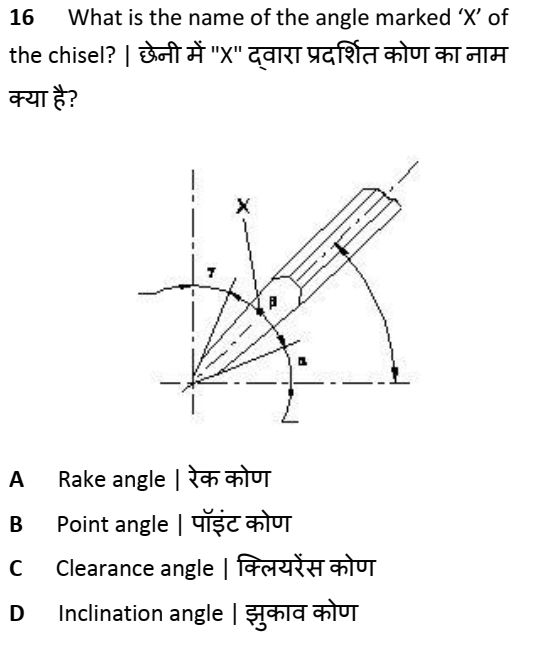 16 What is the name of the angle marked ‘X’ of
the chisel? | छेनी में "X" द्वारा प्रदर्शित कोण का नाम
क्या है?
X
γ
β
α
A Rake angle | रेक कोण
B Point angle | पॉइंट कोण
C Clearance angle | क्लियरेंस कोण
D Inclination angle | झुकाव कोण